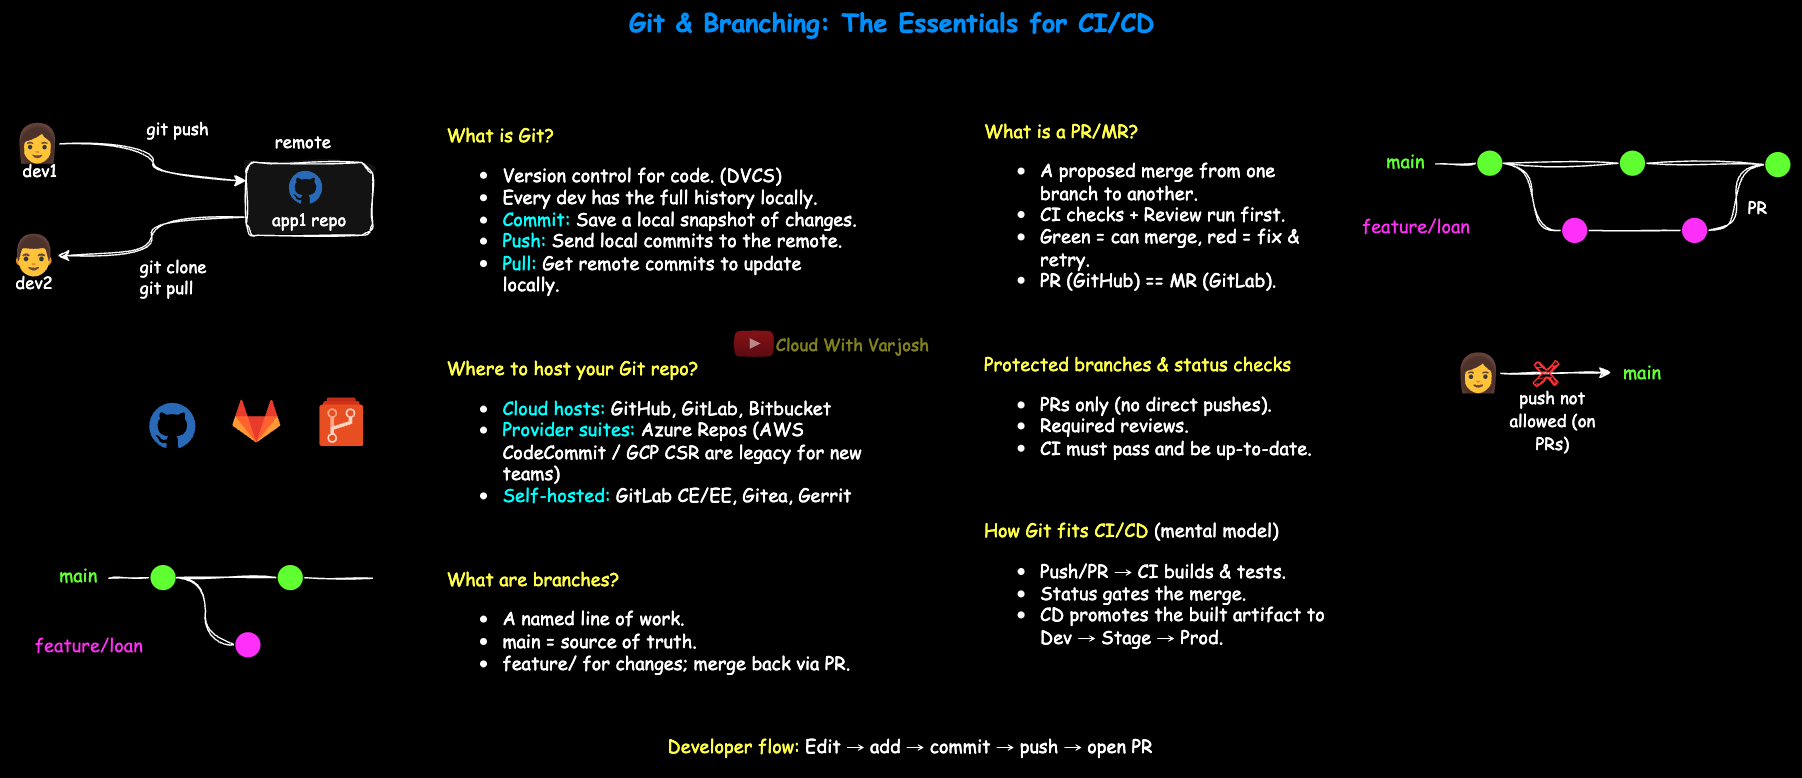 Git & Branching: The Essentials for CI/CD
git push
dev1
remote
app1 repo
dev2
git clone
git pull
What is Git?
Version control for code. (DVCS)
Every dev has the full history locally.
Commit: Save a local snapshot of changes.
Push: Send local commits to the remote.
Pull: Get remote commits to update
locally.
What is a PR/MR?
A proposed merge from one
branch to another.
CI checks + Review run first.
Green = can merge, red = fix &
retry.
PR (GitHub) == MR (GitLab).
main
feature/loan
PR
Cloud With Varjosh
Where to host your Git repo?
Cloud hosts: GitHub, GitLab, Bitbucket
Provider suites: Azure Repos (AWS
CodeCommit / GCP CSR are legacy for new
teams)
Self-hosted: GitLab CE/EE, Gitea, Gerrit
Protected branches & status checks
PRs only (no direct pushes).
Required reviews.
CI must pass and be up-to-date.
main
push not
allowed (on
PRs)
main
feature/loan
What are branches?
A named line of work.
main = source of truth.
feature/ for changes; merge back via PR.
How Git fits CI/CD (mental model)
Push/PR → CI builds & tests.
Status gates the merge.
CD promotes the built artifact to
Dev → Stage → Prod.
Developer flow: Edit → add → commit → push → open PR